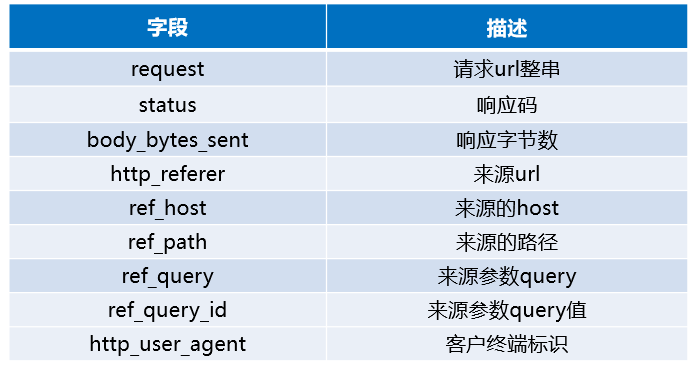 字段 描述
request 请求url整串
status 响应码
body_bytes_sent 响应字节数
http_referer 来源url
ref_host 来源的host
ref_path 来源的路径
ref_query 来源参数query
ref_query_id 来源参数query值
http_user_agent 客户终端标识